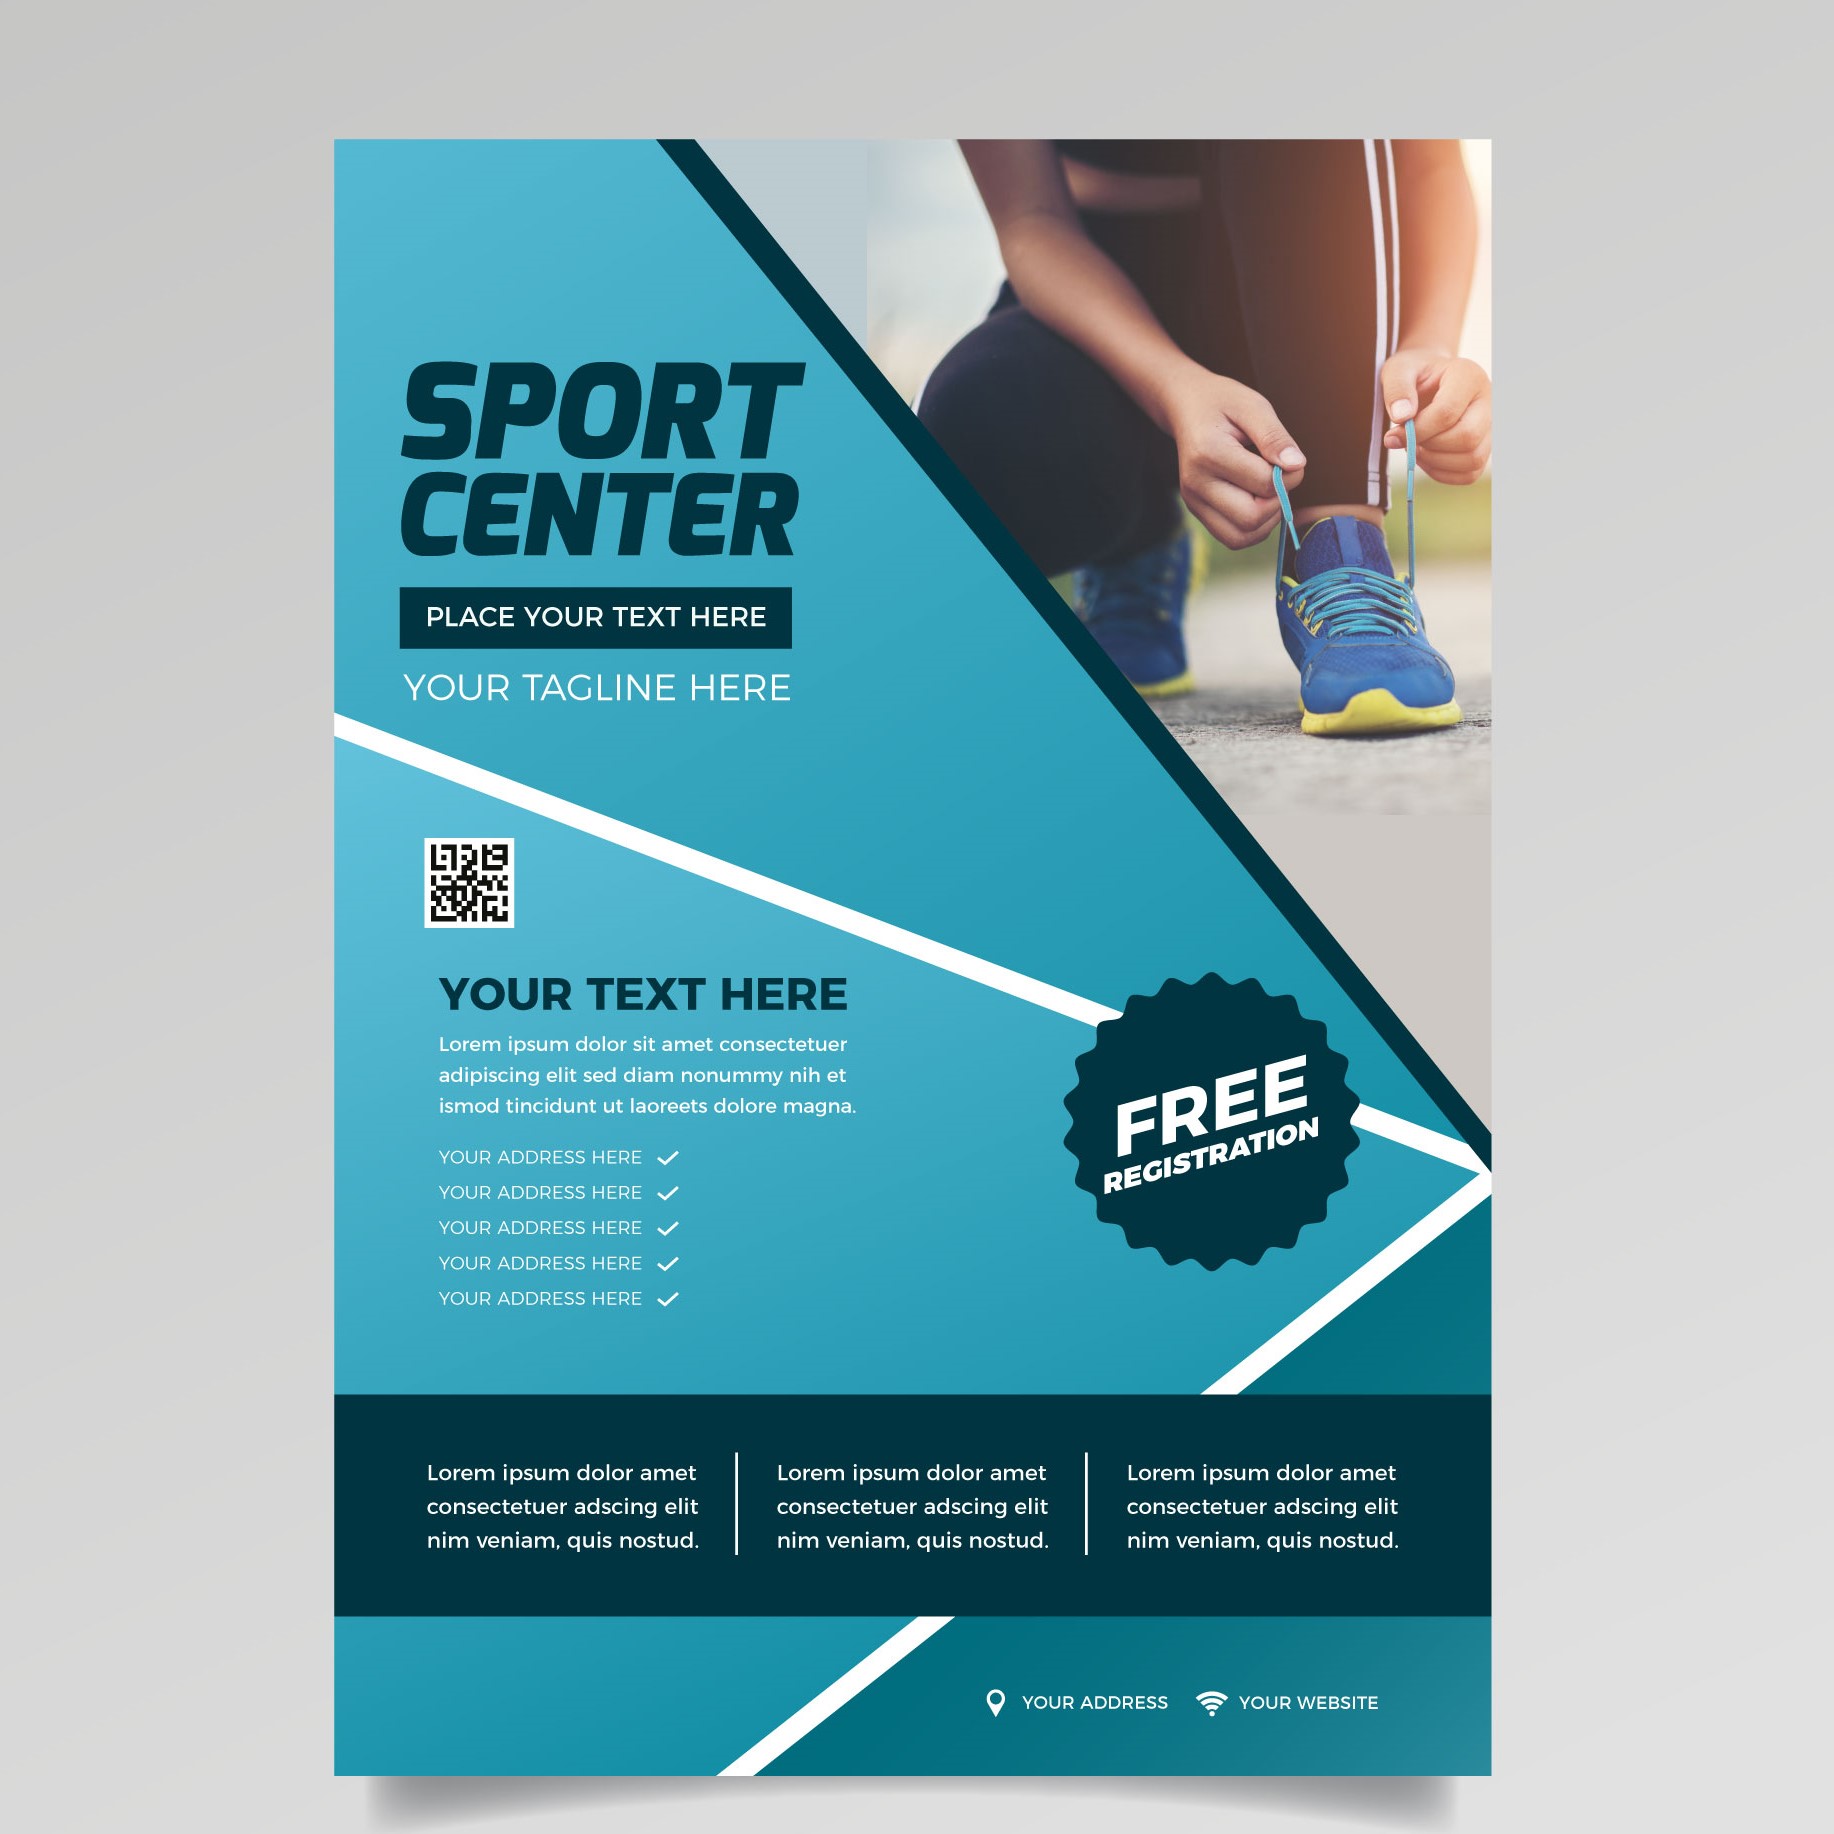 SPORT
CENTER
PLACE YOUR TEXT HERE
YOUR TAGLINE HERE
YOUR TEXT HERE
Lorem ipsum dolor sit amet consectetuer
adipiscing elit sed diam nonummy nih et
ismod tincidunt ut laoreets dolore magna.
YOUR ADDRESS HERE
YOUR ADDRESS HERE
YOUR ADDRESS HERE
YOUR ADDRESS HERE
YOUR ADDRESS HERE
FREE
REGISTRATION
Lorem ipsum dolor amet
consectetuer adscing elit
nim veniam, quis nostud.
Lorem ipsum dolor amet
consectetuer adscing elit
nim veniam, quis nostud.
Lorem ipsum dolor amet
consectetuer adscing elit
nim veniam, quis nostud.
YOUR ADDRESS
YOUR WEBSITE